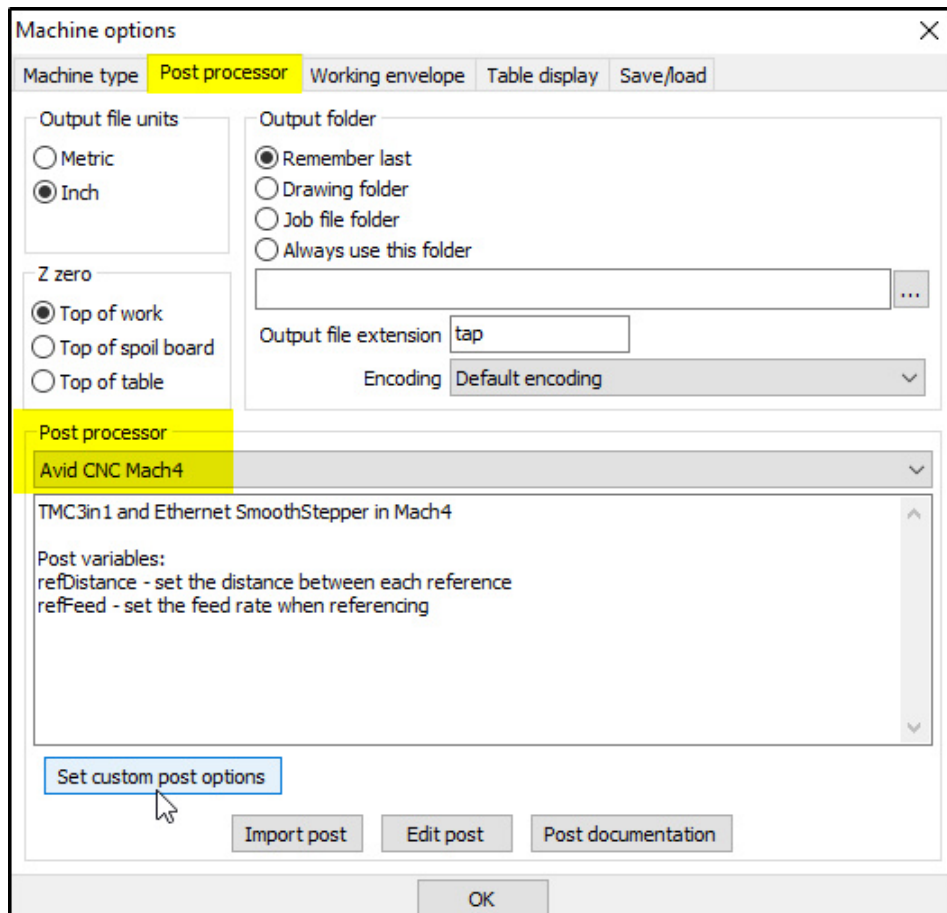 Machine options
Machine type Post processor Working envelope Table display Save/load
Output file units
Metric
Inch
Output folder
Remember last
Drawing folder
Job file folder
Always use this folder
...
Z zero
Top of work
Top of spoil board
Top of table
Output file extension tap
Encoding Default encoding
Post processor
Avid CNC Mach4
TMC3in1 and Ethernet SmoothStepper in Mach4
Post variables:
refDistance - set the distance between each reference
refFeed - set the feed rate when referencing
Set custom post options
Import post Edit post Post documentation
OK